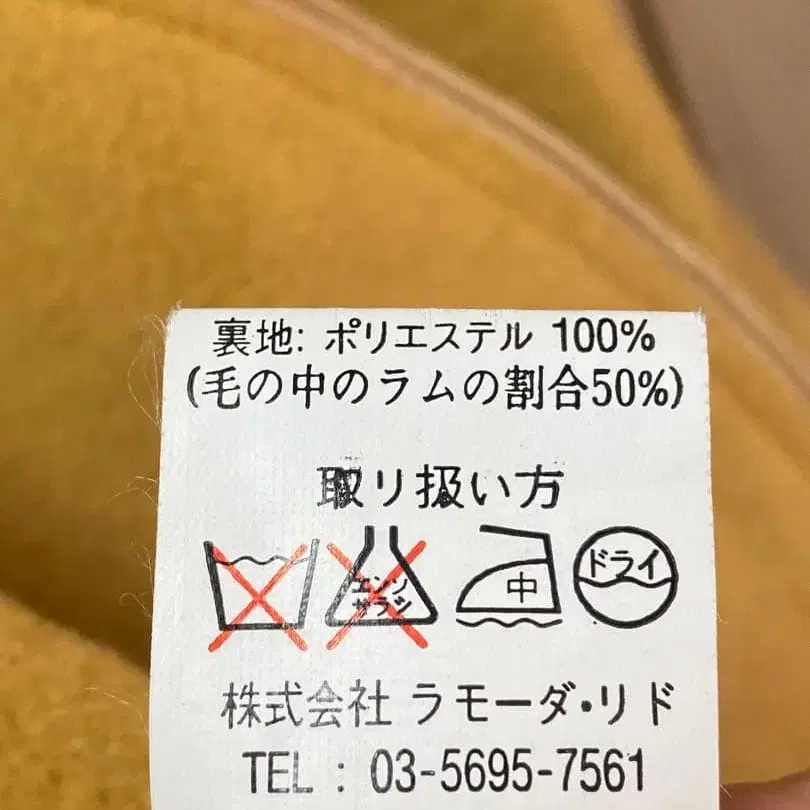 裏地: ポリエステル 100%
(毛の中のラムの割合50%)
取り扱い方
エンソ 中 ドライ
サラシ
株式会社 ラモーダ・リド
TEL : 03-5695-7561